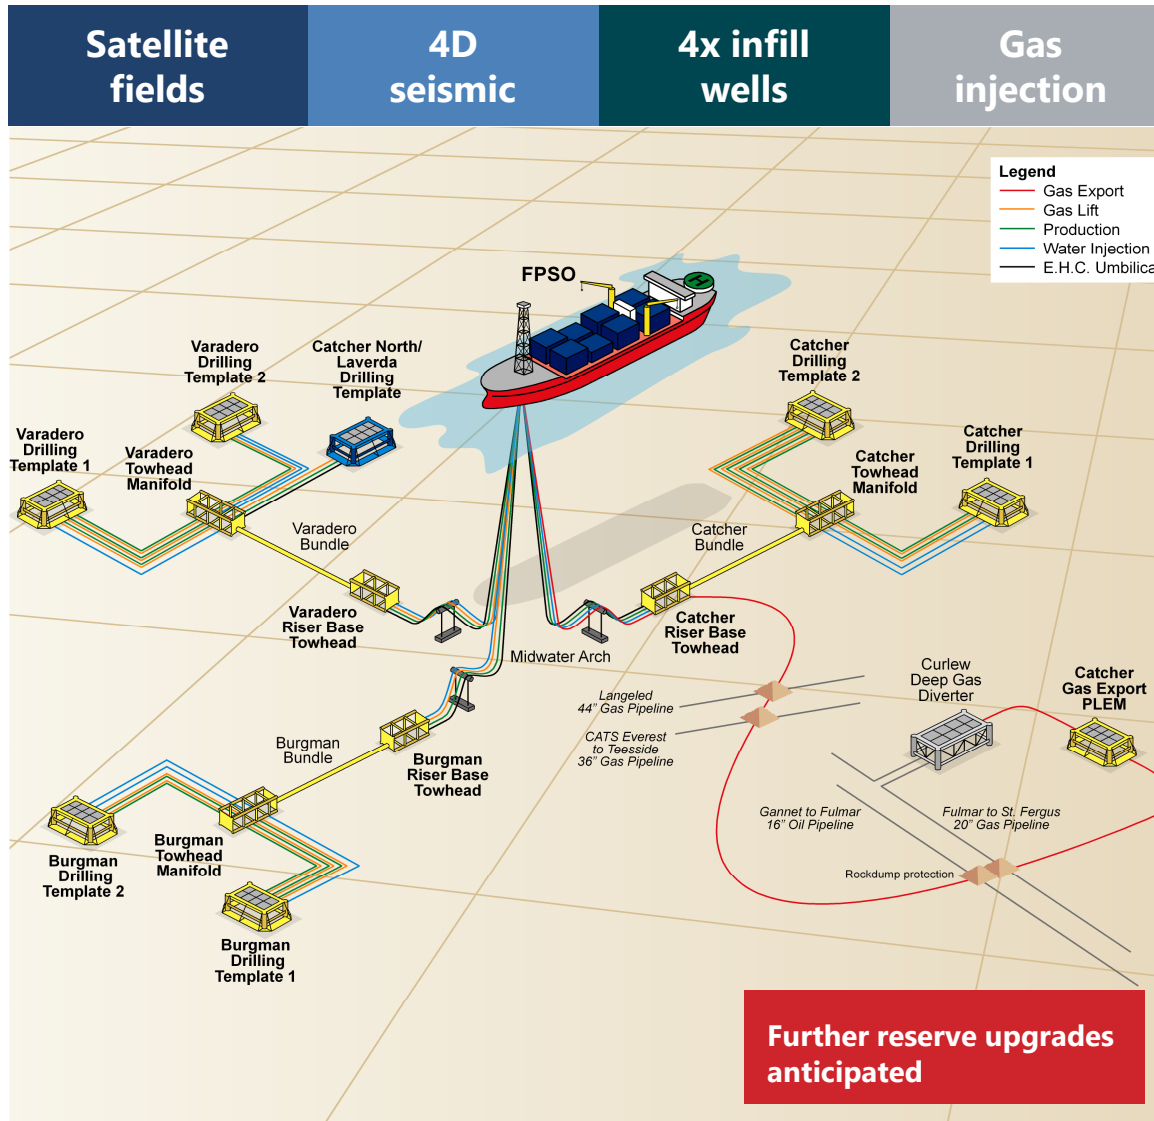 Satellite
fields
4D
seismic
4x infill
wells
Gas
injection
Legend
Gas Export
Gas Lift
Production
Water Injection
E.H.C. Umbilica
FPSO
Varadero
Drilling
Template 2
Catcher North/
Laverda
Drilling
Template
Catcher
Drilling
Template 2
Varadero
Drilling
Template 1
Varadero
Towhead
Manifold
Catcher
Towhead
Manifold
Catcher
Drilling
Template 1
Varadero
Bundle
Catcher
Bundle
Varadero
Riser Base
Towhead
Catcher
Riser Base
Towhead
Midwater Arch
Langeled
44” Gas Pipeline
CATS Everest
to Teesside
36” Gas Pipeline
Curlew
Deep Gas
Diverter
Catcher
Gas Export
PLEM
Burgman
Bundle
Burgman
Riser Base
Towhead
Gannet to Fulmar
16” Oil Pipeline
Fulmar to St. Fergus
20” Gas Pipeline
Burgman
Drilling
Template 2
Burgman
Towhead
Manifold
Rockdump protection
Burgman
Drilling
Template 1
H
Further reserve upgrades
anticipated